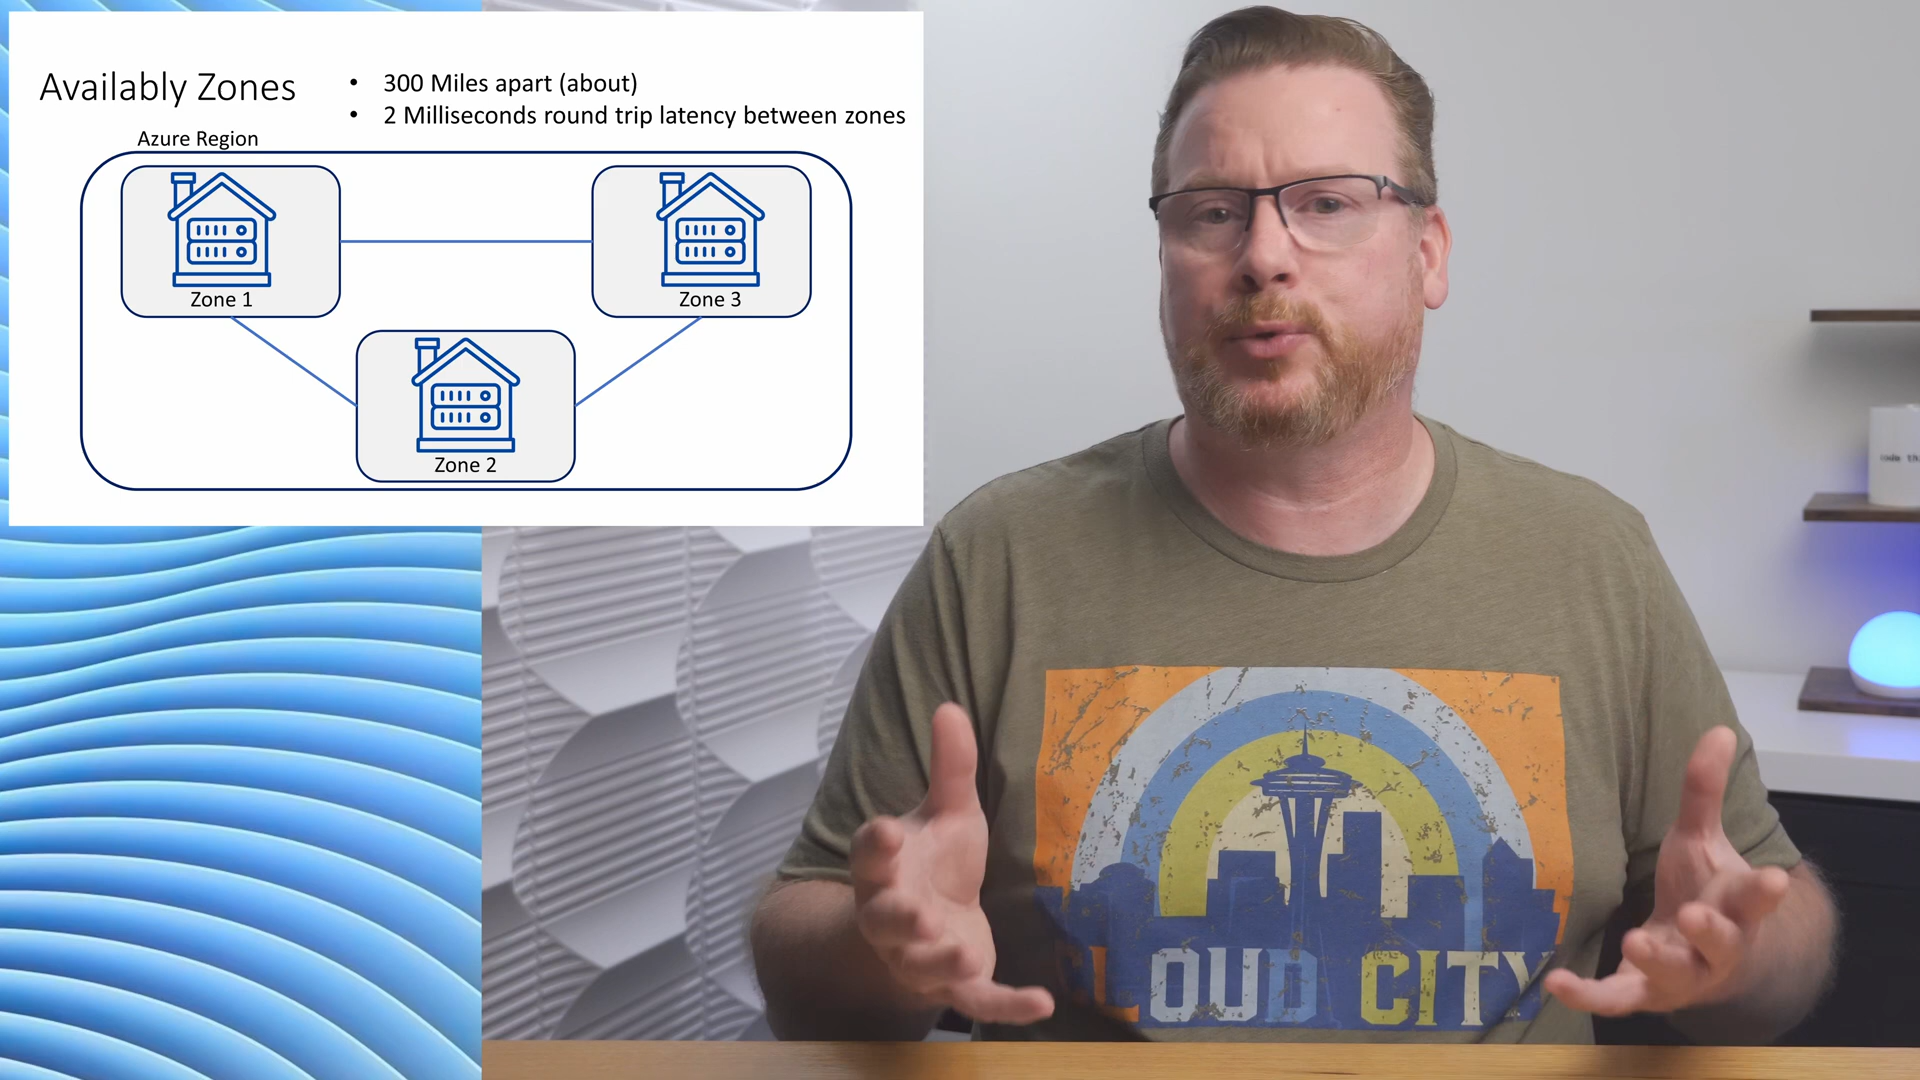 Availably Zones
• 300 Miles apart (about)
• 2 Milliseconds round trip latency between zones
Azure Region
Zone 1
Zone 3
Zone 2
LOUD CITY